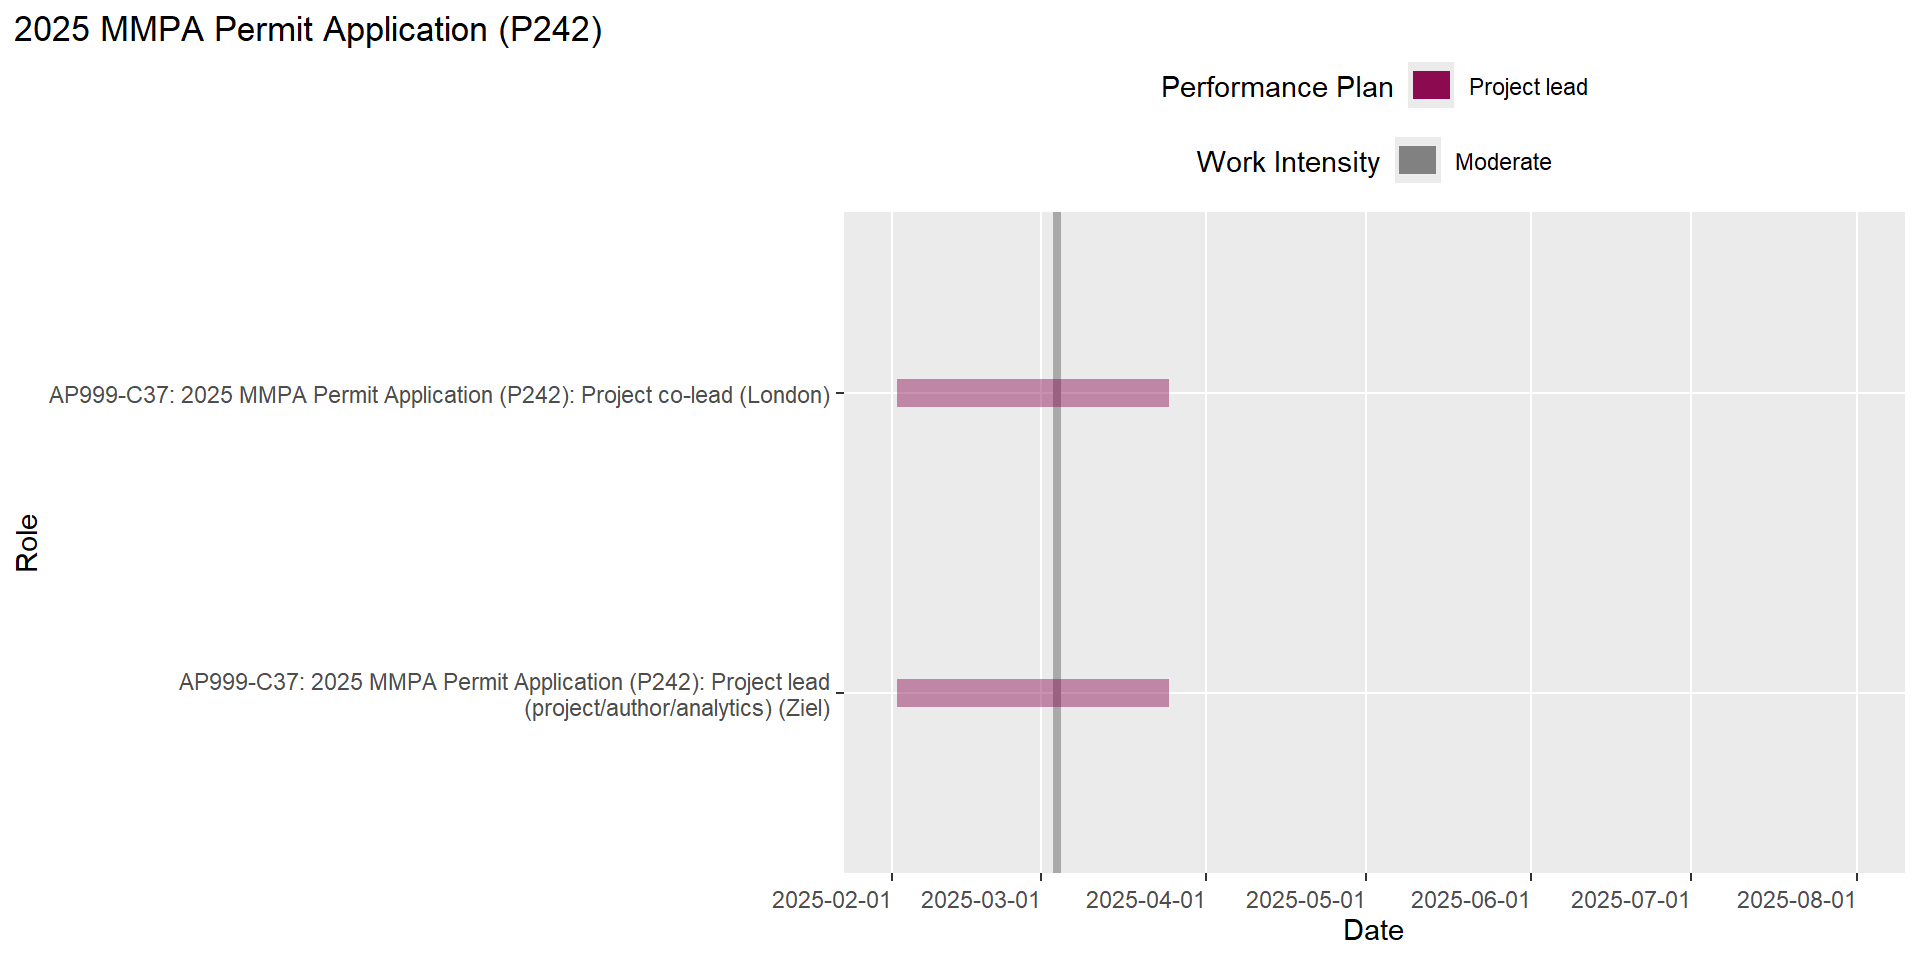 2025 MMPA Permit Application (P242)
Performance Plan
Project lead
Work Intensity
Moderate
Role
AP999-C37: 2025 MMPA Permit Application (P242): Project co-lead (London)
AP999-C37: 2025 MMPA Permit Application (P242): Project lead
(project/author/analytics) (Ziel)
2025-02-01
2025-03-01
2025-04-01
2025-05-01
2025-06-01
2025-07-01
2025-08-01
Date